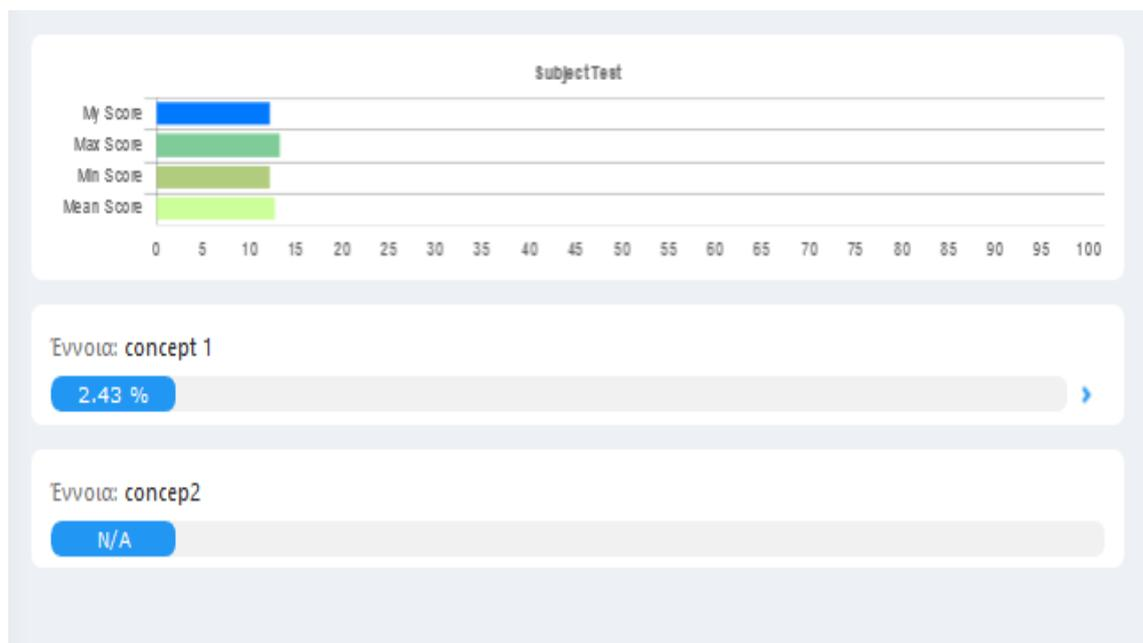 SubjectTest
My Score
Max Score
Min Score
Mean Score
0 5 10 15 20 25 30 35 40 45 50 55 60 65 70 75 80 85 90 95 100
Έννοια: concept 1
2.43 %
Έννοια: concep2
N/A